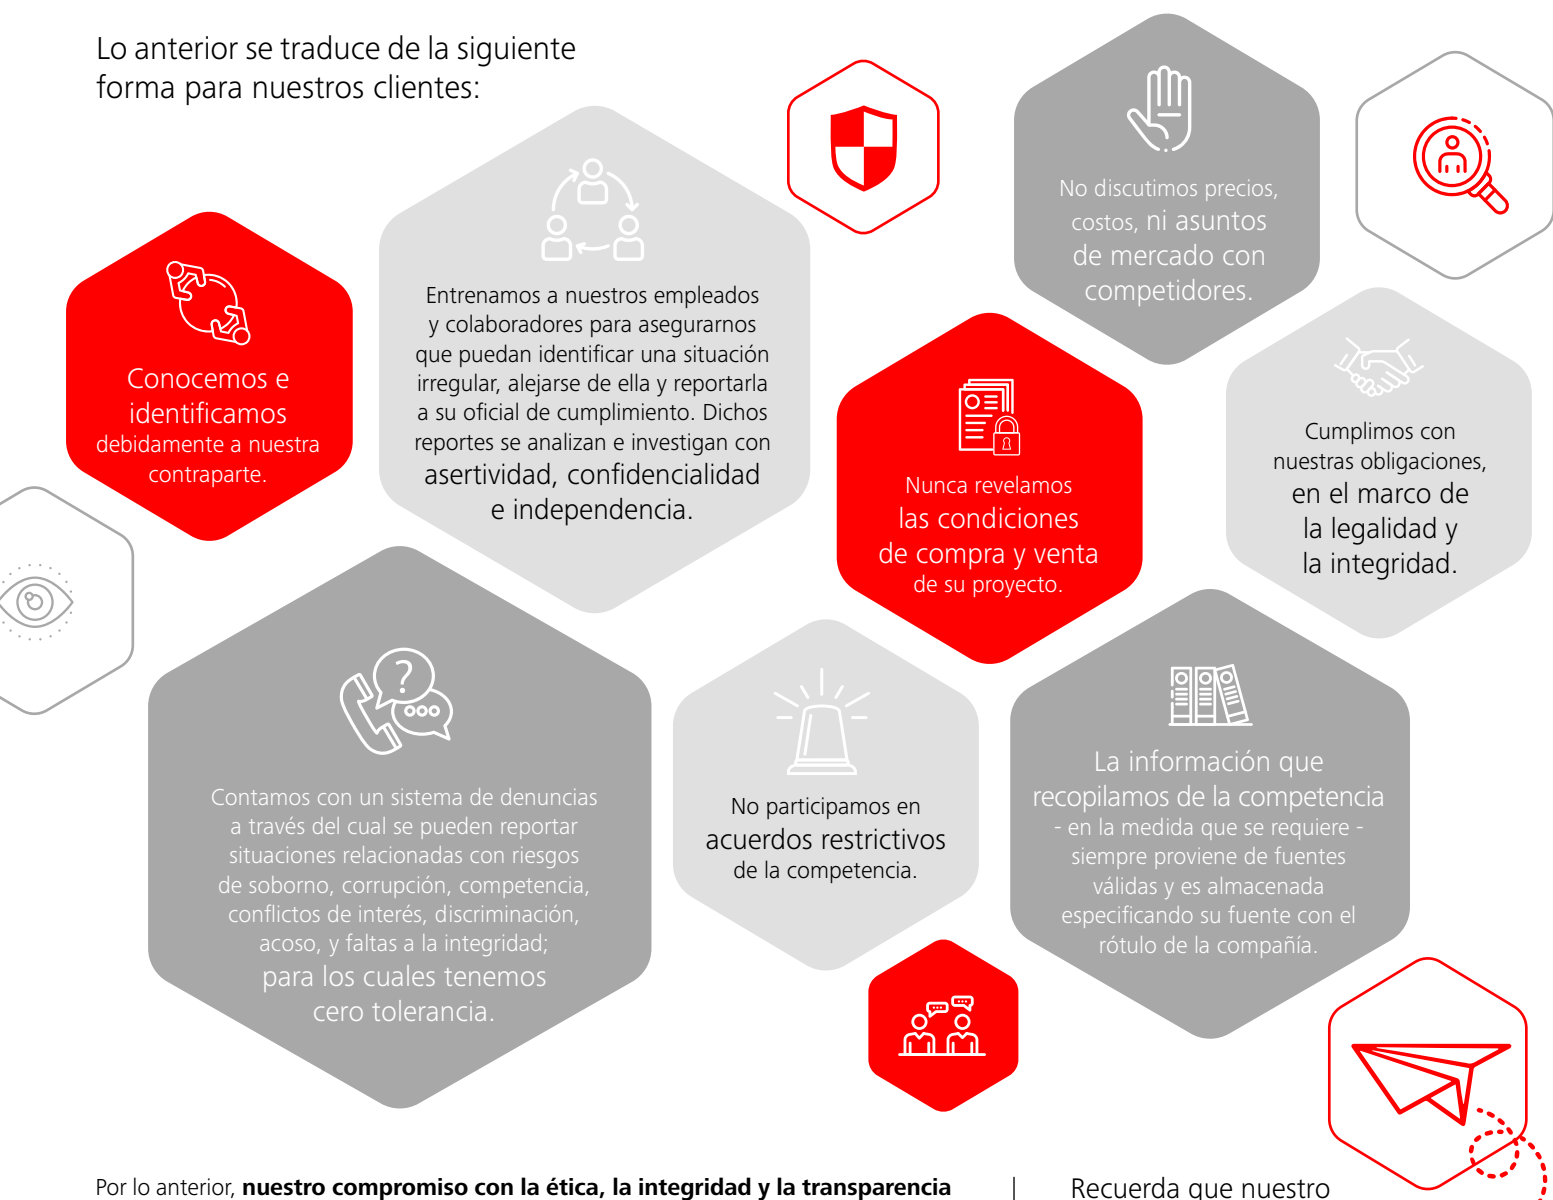 Lo anterior se traduce de la siguiente
forma para nuestros clientes:
Conocemos e
identificamos
debidamente a nuestra
contraparte.
Entrenamos a nuestros empleados
y colaboradores para asegurarnos
que puedan identificar una situación
irregular, alejarse de ella y reportarla
a su oficial de cumplimiento. Dichos
reportes se analizan e investigan con
asertividad, confidencialidad
e independencia.
No discutimos precios,
costos, ni asuntos
de mercado con
competidores.
Nunca revelamos
las condiciones
de compra y venta
de su proyecto.
Cumplimos con
nuestras obligaciones,
en el marco de
la legalidad y
la integridad.
Contamos con un sistema de denuncias
a través del cual se pueden reportar
situaciones relacionadas con riesgos
de soborno, corrupción, competencia,
conflictos de interés, discriminación,
acoso, y faltas a la integridad;
para los cuales tenemos
cero tolerancia.
No participamos en
acuerdos restrictivos
de la competencia.
La información que
recopilamos de la competencia
- en la medida que se requiere -
siempre proviene de fuentes
válidas y es almacenada
especificando su fuente con el
rótulo de la compañía.
Por lo anterior, nuestro compromiso con la ética, la integridad y la transparencia
Recuerda que nuestro